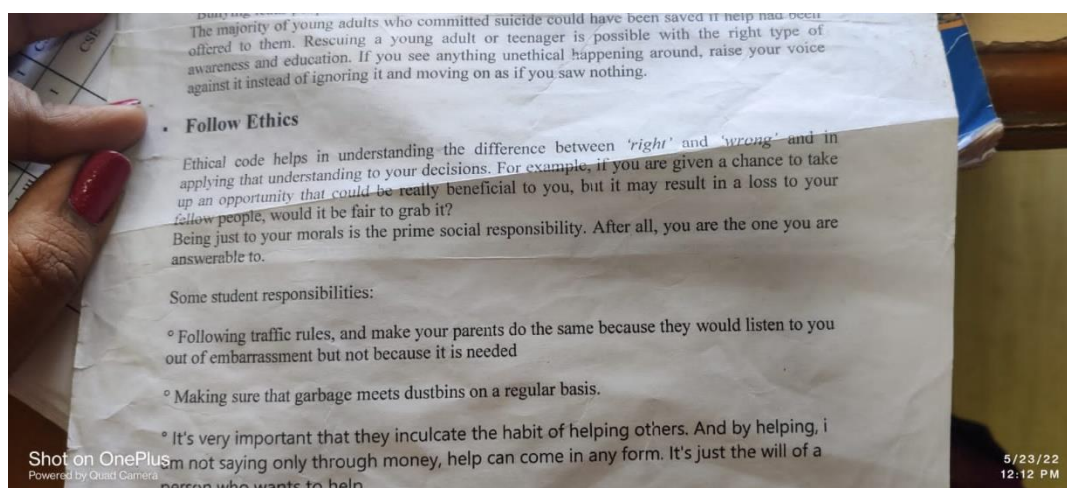 The majority of young adults who committed suicide could have been saved if help had been
offered to them. Rescuing a young adult or teenager is possible with the right type of
awareness and education. If you see anything unethical happening around, raise your voice
against it instead of ignoring it and moving on as if you saw nothing.
• Follow Ethics
Ethical code helps in understanding the difference between 'right' and 'wrong' and in
applying that understanding to your decisions. For example, if you are given a chance to take
up an opportunity that could be really beneficial to you, but it may result in a loss to your
fellow people, would it be fair to grab it?
Being just to your morals is the prime social responsibility. After all, you are the one you are
answerable to.
Some student responsibilities:
° Following traffic rules, and make your parents do the same because they would listen to you
out of embarrassment but not because it is needed
° Making sure that garbage meets dustbins on a regular basis.
° It's very important that they inculcate the habit of helping others. And by helping, i
am not saying only through money, help can come in any form. It's just the will of a
person who wants to help
Shot on OnePlus
Powered by Quad Camera
5/23/22
12:12 PM